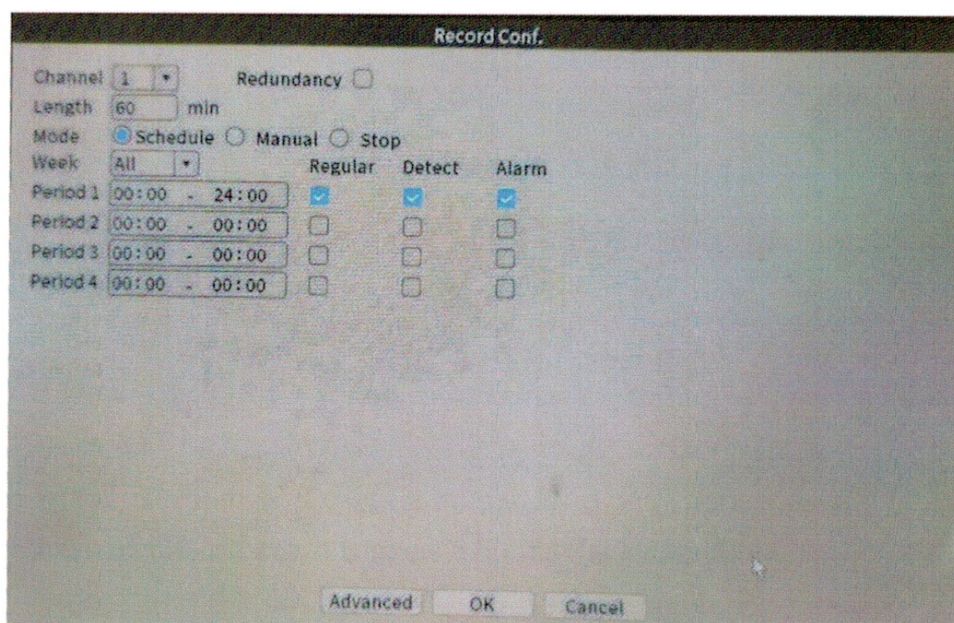 Record Conf.
Channel 1 Redundancy
Length 60 min
Mode Schedule Manual Stop
Week All Regular Detect Alarm
Period 1 00:00 - 24:00
Period 2 00:00 - 00:00
Period 3 00:00 - 00:00
Period 4 00:00 - 00:00
Advanced OK Cancel